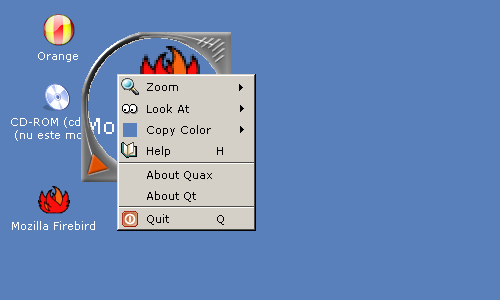 Orange
CD-ROM (cd
(nu este mo
Mo
Mozilla Firebird
Zoom
Look At
Copy Color
Help H
About Quax
About Qt
Quit Q